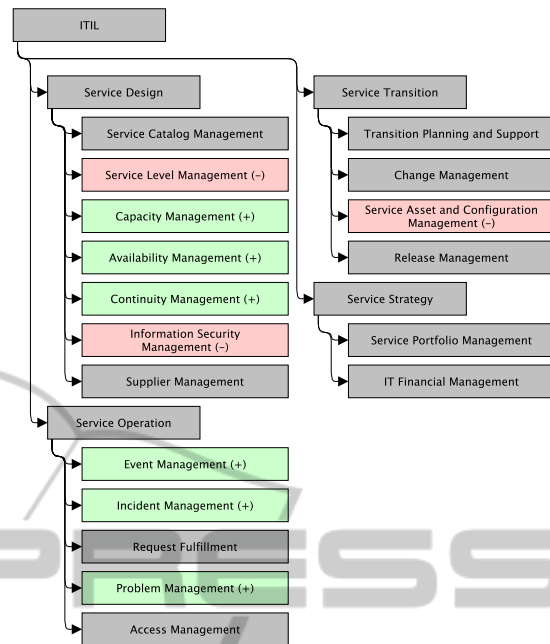 ITIL
Service Design
Service Catalog Management
Service Level Management (–)
Capacity Management (+)
Availability Management (+)
Continuity Management (+)
Information Security
Management (–)
Supplier Management
Service Operation
Event Management (+)
Incident Management (+)
Request Fulfillment
Problem Management (+)
Access Management
Service Transition
Transition Planning and Support
Change Management
Service Asset and Configuration
Management (–)
Release Management
Service Strategy
Service Portfolio Management
IT Financial Management
PRESS